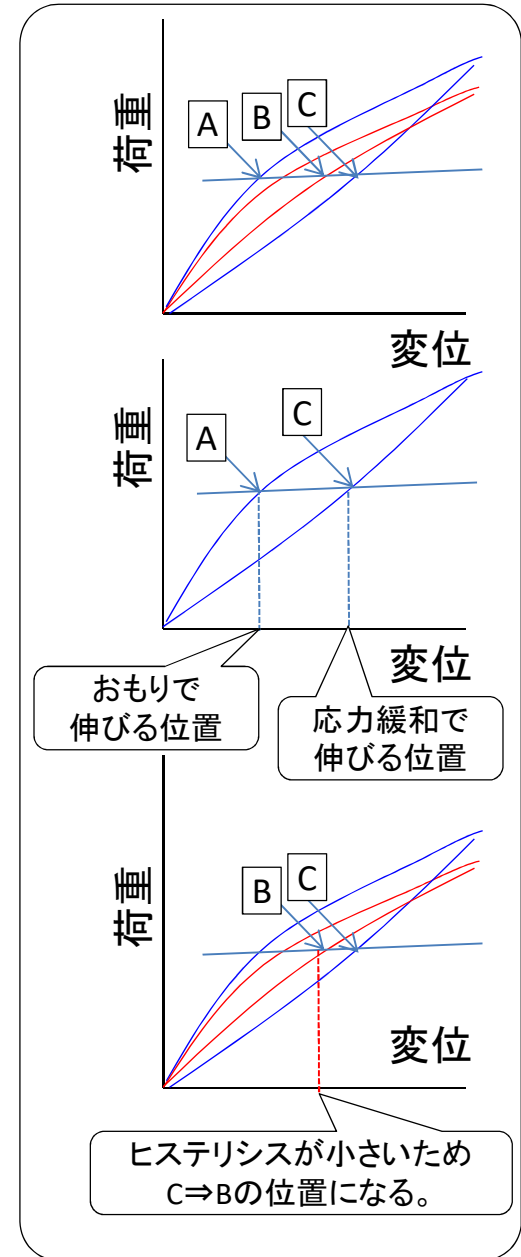 荷重
A
B
C
変位
荷重
A
C
変位
おもりで
伸びる位置
応力緩和で
伸びる位置
荷重
B
C
変位
ヒステリシスが小さいため
C⇒Bの位置になる。